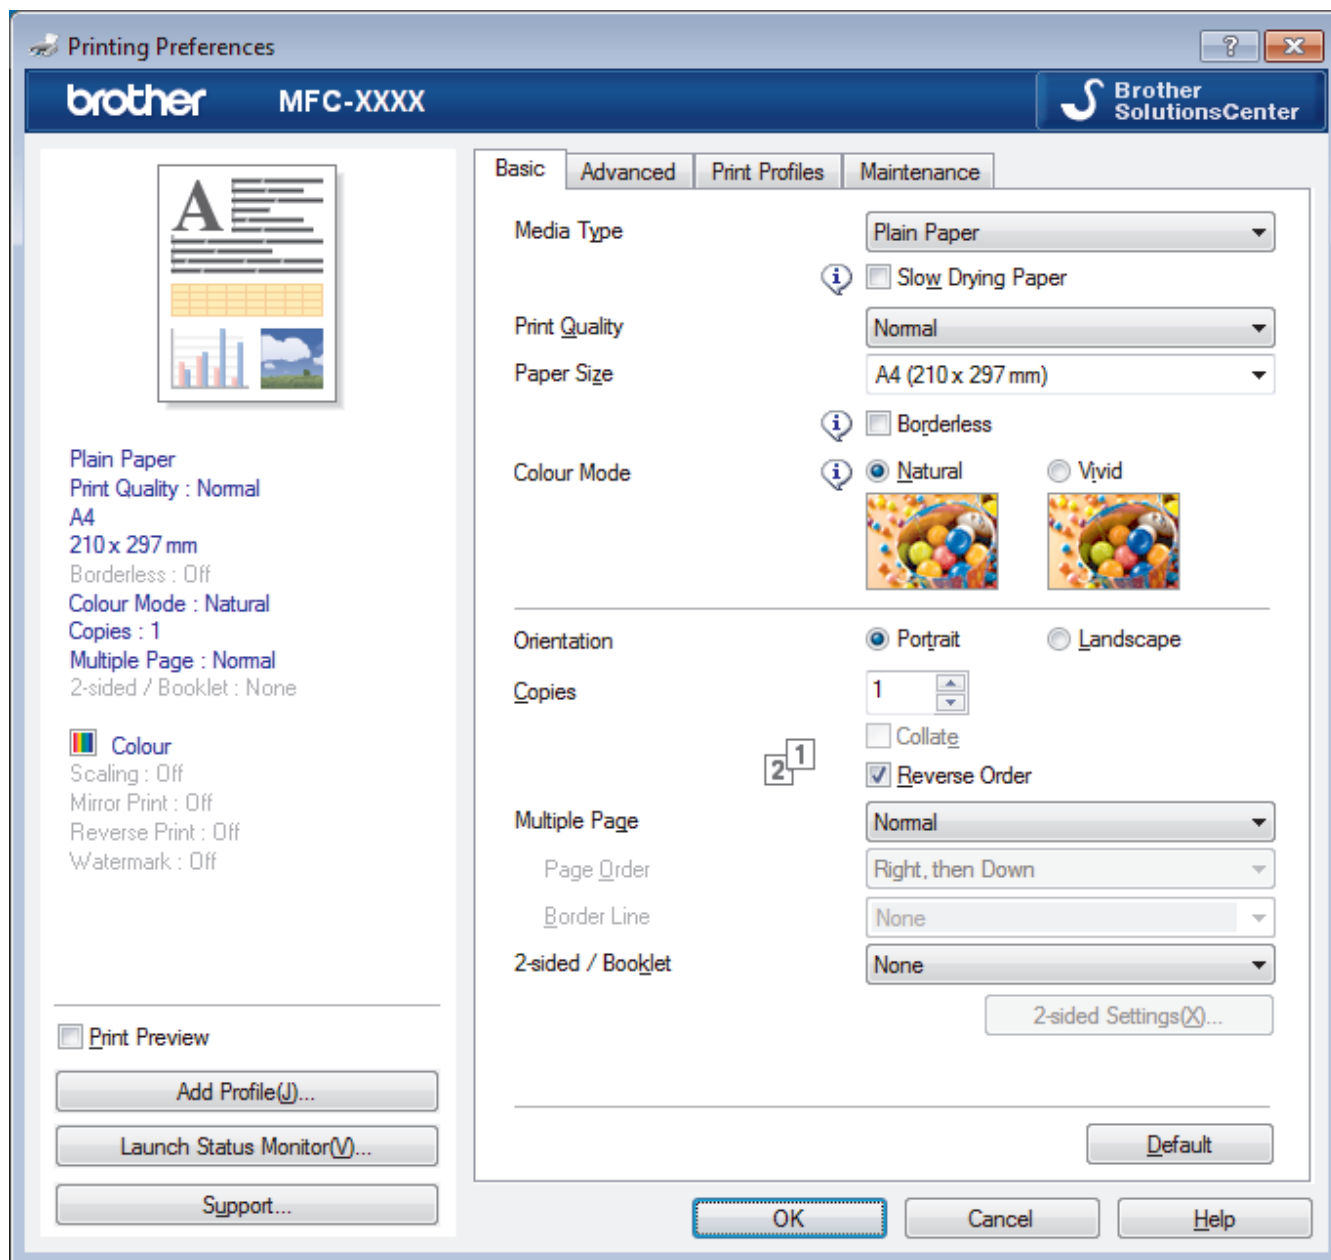 Printing Preferences
brother MFC-XXXX
Brother
SolutionsCenter
A
Plain Paper
Print Quality : Normal
A4
210 x 297 mm
Borderless : Off
Colour Mode : Natural
Copies : 1
Multiple Page : Normal
2-sided / Booklet : None
Colour
Scaling : Off
Mirror Print : Off
Reverse Print : Off
Watermark : Off
Print Preview
Add Profile(J)...
Launch Status Monitor(V)...
Support...
Basic Advanced Print Profiles Maintenance
Media Type Plain Paper
Slow Drying Paper
Print Quality Normal
Paper Size A4 (210 x 297 mm)
Borderless
Colour Mode Natural Vivid
Orientation Portrait Landscape
Copies 1
Collate
2 1 Reverse Order
Multiple Page Normal
Page Order Right, then Down
Border Line None
2-sided / Booklet None
2-sided Settings(X)...
Default
OK Cancel Help